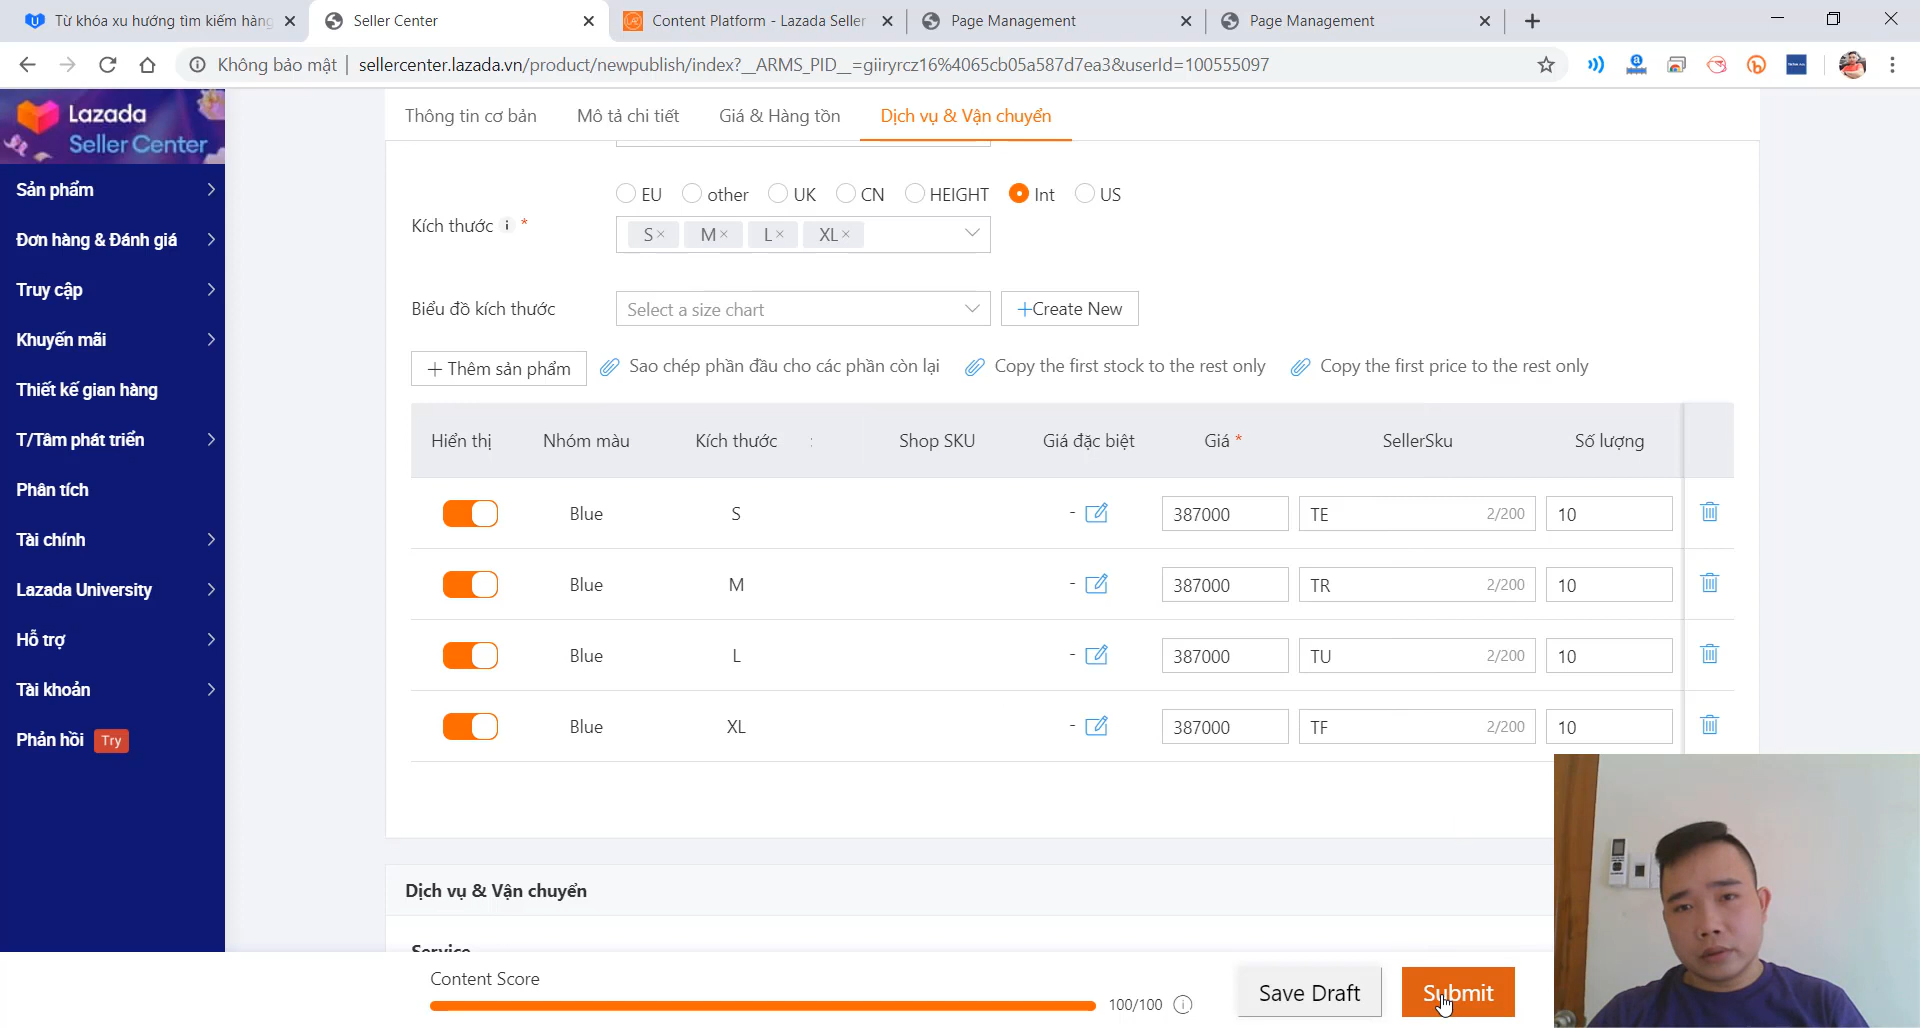 Từ khóa xu hướng tìm kiếm hàng
Seller Center
Content Platform - Lazada Seller
Page Management
Page Management
Không bảo mật
sellercenter.lazada.vn/product/newpublish/index?__ARMS_PID__=giiryrcz16%4065cb05a587d7ea3&userId=100555097
Lazada
Seller Center
Sản phẩm
Đơn hàng & Đánh giá
Truy cập
Khuyến mãi
Thiết kế gian hàng
T/Tâm phát triển
Phân tích
Tài chính
Lazada University
Hỗ trợ
Tài khoản
Phản hồi Try
Thông tin cơ bản Mô tả chi tiết Giá & Hàng tồn Dịch vụ & Vận chuyển
EU other UK CN HEIGHT Int US
Kích thước i *
S× M× L× XL×
Biểu đồ kích thước Select a size chart +Create New
+ Thêm sản phẩm Sao chép phần đầu cho các phần còn lại Copy the first stock to the rest only Copy the first price to the rest only
Hiển thị Nhóm màu Kích thước Shop SKU Giá đặc biệt Giá * SellerSku Số lượng
Blue S - 387000 TE 2/200 10
Blue M - 387000 TR 2/200 10
Blue L - 387000 TU 2/200 10
Blue XL - 387000 TF 2/200 10
Dịch vụ & Vận chuyển
Service
Content Score
100/100
Save Draft
Submit